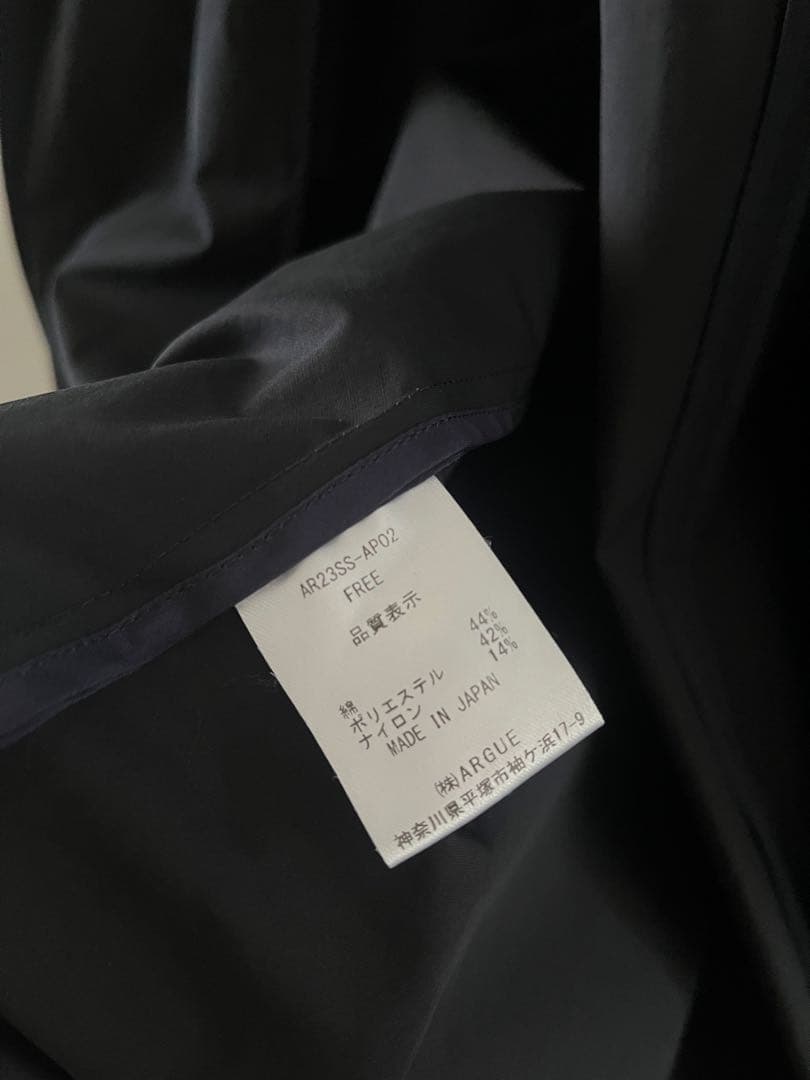 AR23SS-AP02
FREE
品質表示
綿 44%
ポリエステル 42%
ナイロン 14%
MADE IN JAPAN
(株)ARGUE
神奈川県平塚市袖ケ浜17-9